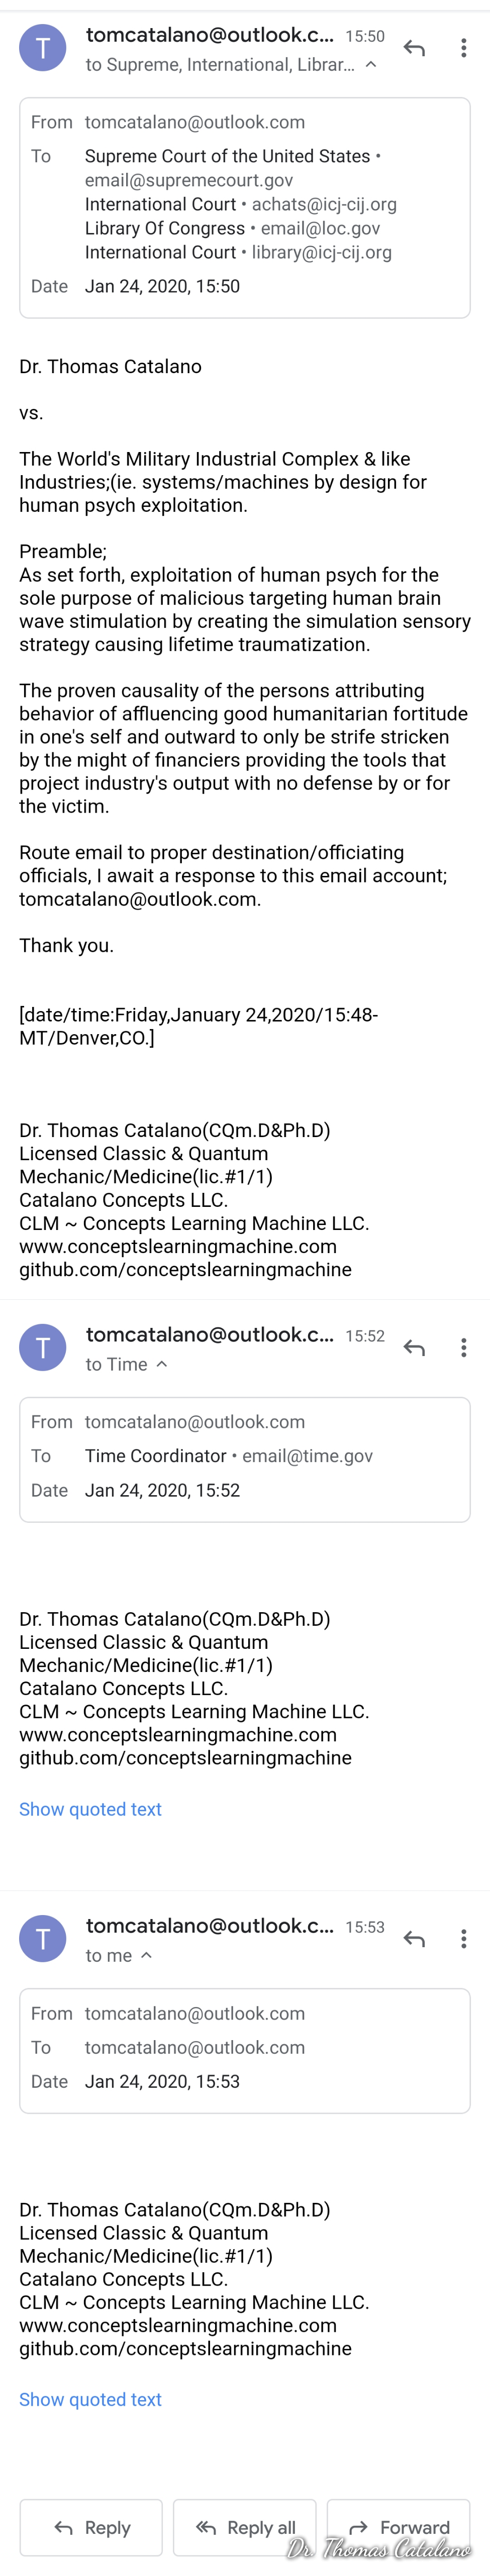 T
tomcatalano@outlook.c... 15:50
to Supreme, International, Librar...
From tomcatalano@outlook.com
To Supreme Court of the United States •
email@supremecourt.gov
International Court • achats@icj-cij.org
Library Of Congress • email@loc.gov
International Court • library@icj-cij.org
Date Jan 24, 2020, 15:50
Dr. Thomas Catalano
vs.
The World's Military Industrial Complex & like
Industries;(ie. systems/machines by design for
human psych exploitation.
Preamble;
As set forth, exploitation of human psych for the
sole purpose of malicious targeting human brain
wave stimulation by creating the simulation sensory
strategy causing lifetime traumatization.
The proven causality of the persons attributing
behavior of affluencing good humanitarian fortitude
in one's self and outward to only be strife stricken
by the might of financiers providing the tools that
project industry's output with no defense by or for
the victim.
Route email to proper destination/officiating
officials, I await a response to this email account;
tomcatalano@outlook.com.
Thank you.
[date/time:Friday,January 24,2020/15:48-
MT/Denver,CO.]
Dr. Thomas Catalano(CQm.D&Ph.D)
Licensed Classic & Quantum
Mechanic/Medicine(lic.#1/1)
Catalano Concepts LLC.
CLM ~ Concepts Learning Machine LLC.
www.conceptslearningmachine.com
github.com/conceptslearningmachine
T
tomcatalano@outlook.c... 15:52
to Time
From tomcatalano@outlook.com
To Time Coordinator • email@time.gov
Date Jan 24, 2020, 15:52
Dr. Thomas Catalano(CQm.D&Ph.D)
Licensed Classic & Quantum
Mechanic/Medicine(lic.#1/1)
Catalano Concepts LLC.
CLM ~ Concepts Learning Machine LLC.
www.conceptslearningmachine.com
github.com/conceptslearningmachine
Show quoted text
T
tomcatalano@outlook.c... 15:53
to me
From tomcatalano@outlook.com
To tomcatalano@outlook.com
Date Jan 24, 2020, 15:53
Dr. Thomas Catalano(CQm.D&Ph.D)
Licensed Classic & Quantum
Mechanic/Medicine(lic.#1/1)
Catalano Concepts LLC.
CLM ~ Concepts Learning Machine LLC.
www.conceptslearningmachine.com
github.com/conceptslearningmachine
Show quoted text
Reply Reply all Forward
Dr. Thomas Catalano